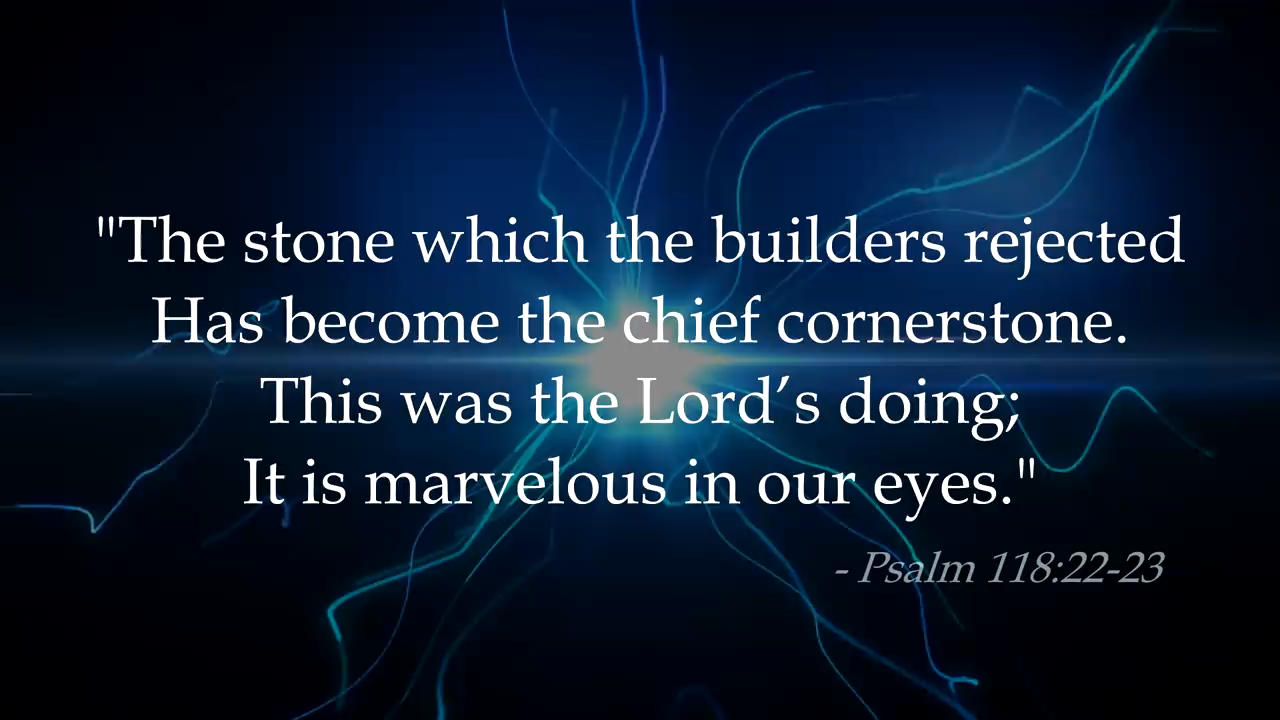 "The stone which the builders rejected
Has become the chief cornerstone.
This was the Lord’s doing;
It is marvelous in our eyes."
- Psalm 118:22-23